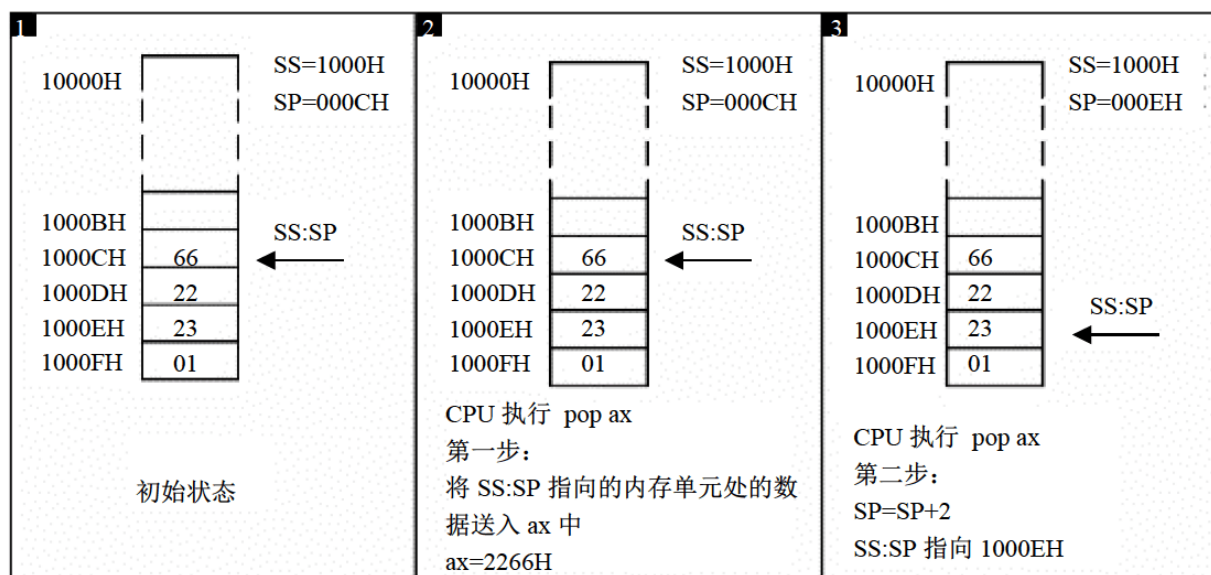 1
10000H
SS=1000H
SP=000CH
1000BH
1000CH 66
1000DH 22
1000EH 23
1000FH 01
SS:SP
初始状态
2
10000H
SS=1000H
SP=000CH
1000BH
1000CH 66
1000DH 22
1000EH 23
1000FH 01
SS:SP
CPU 执行 pop ax
第一步：
将 SS:SP 指向的内存单元处的数
据送入 ax 中
ax=2266H
3
10000H
SS=1000H
SP=000EH
1000BH
1000CH 66
1000DH 22
1000EH 23
1000FH 01
SS:SP
CPU 执行 pop ax
第二步：
SP=SP+2
SS:SP 指向 1000EH